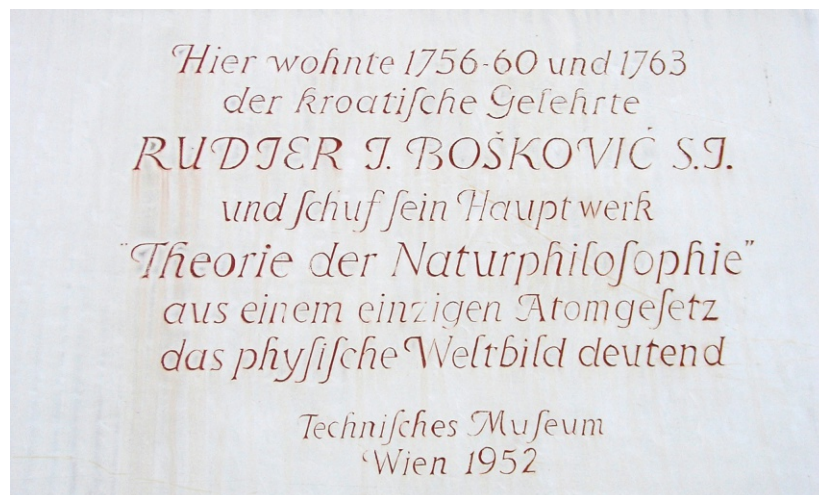 Hier wohnte 1756-60 und 1763
der kroatiſche Gelehrte
RUDJER J. BOŠKOVIĆ S.J.
und ſchuf ſein Hauptwerk
"Theorie der Naturphiloſophie"
aus einem einzigen Atomgeſetz
das phyſiſche Weltbild deutend
Techniſches Muſeum
Wien 1952